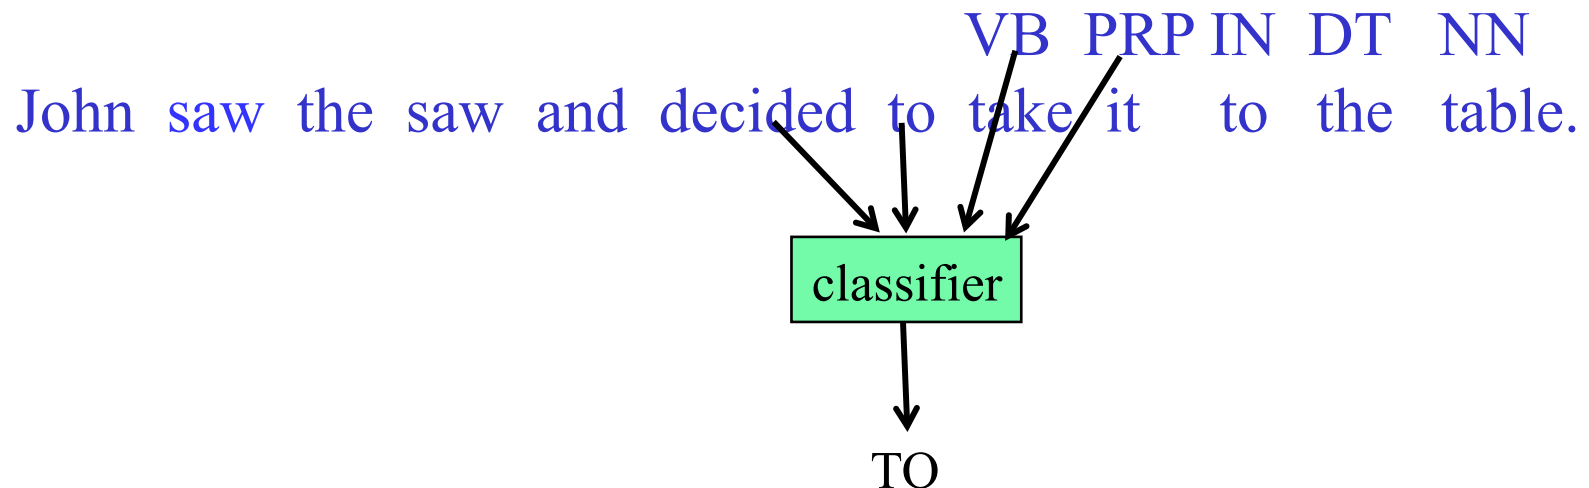 VB PRP IN DT NN
John saw the saw and decided to take it to the table.
classifier
TO